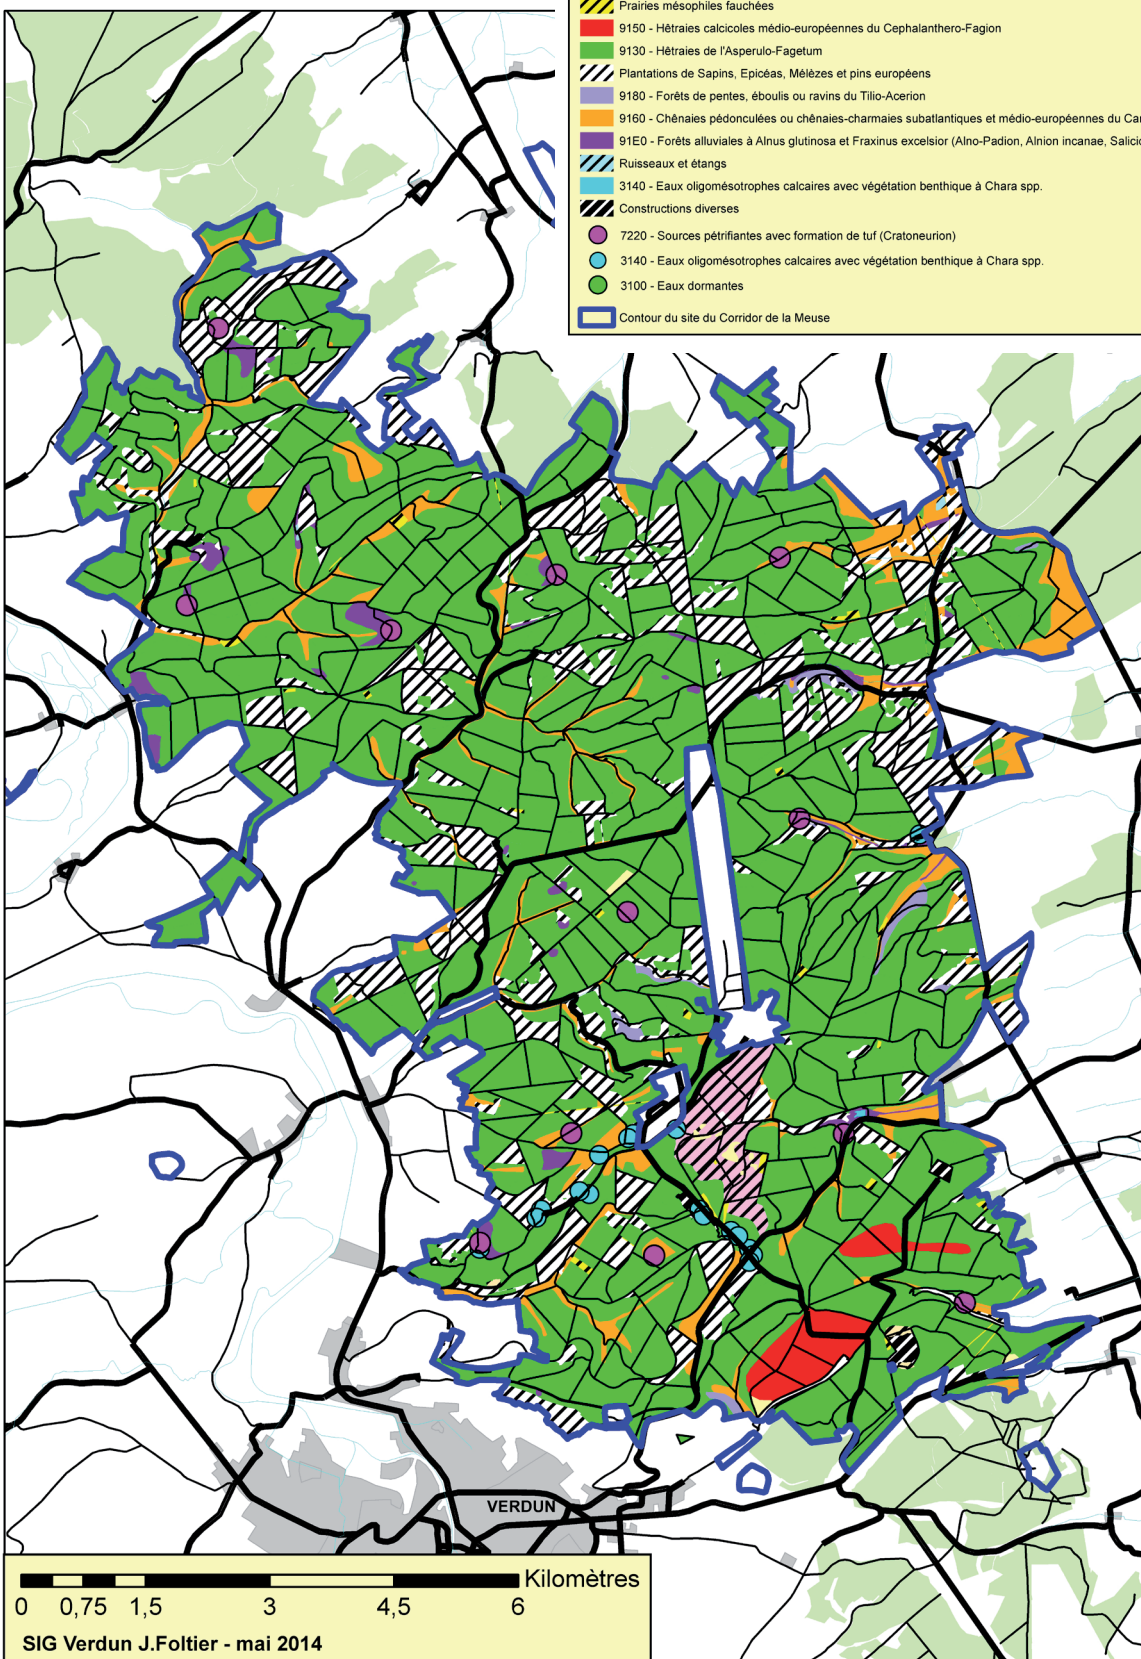 Prairies mésophiles fauchées
9150 - Hêtraies calcicoles médio-européennes du Cephalanthero-Fagion
9130 - Hêtraies de l'Asperulo-Fagetum
Plantations de Sapins, Epicéas, Mélèzes et pins européens
9180 - Forêts de pentes, éboulis ou ravins du Tilio-Acerion
9160 - Chênaies pédonculées ou chênaies-charmaies subatlantiques et médio-européennes du Car
91E0 - Forêts alluviales à Alnus glutinosa et Fraxinus excelsior (Alno-Padion, Alnion incanae, Salicio
Ruisseaux et étangs
3140 - Eaux oligomésotrophes calcaires avec végétation benthique à Chara spp.
Constructions diverses
7220 - Sources pétrifiantes avec formation de tuf (Cratoneurion)
3140 - Eaux oligomésotrophes calcaires avec végétation benthique à Chara spp.
3100 - Eaux dormantes
Contour du site du Corridor de la Meuse
VERDUN
Kilomètres
0 0,75 1,5 3 4,5 6
SIG Verdun J.Foltier - mai 2014